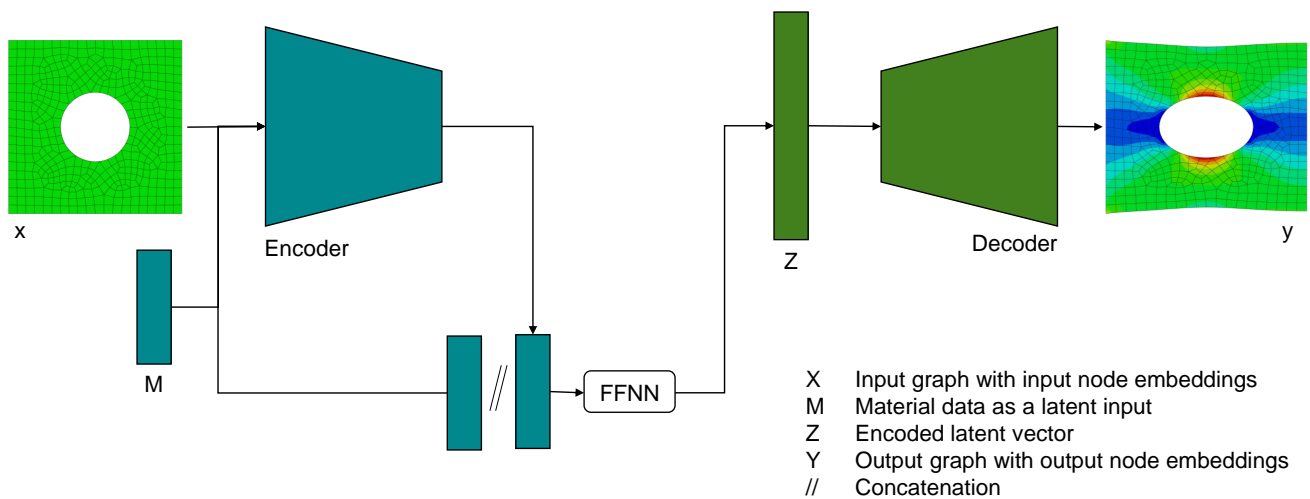 x
Encoder
M
//
FFNN
Z
Decoder
y
X Input graph with input node embeddings
M Material data as a latent input
Z Encoded latent vector
Y Output graph with output node embeddings
// Concatenation